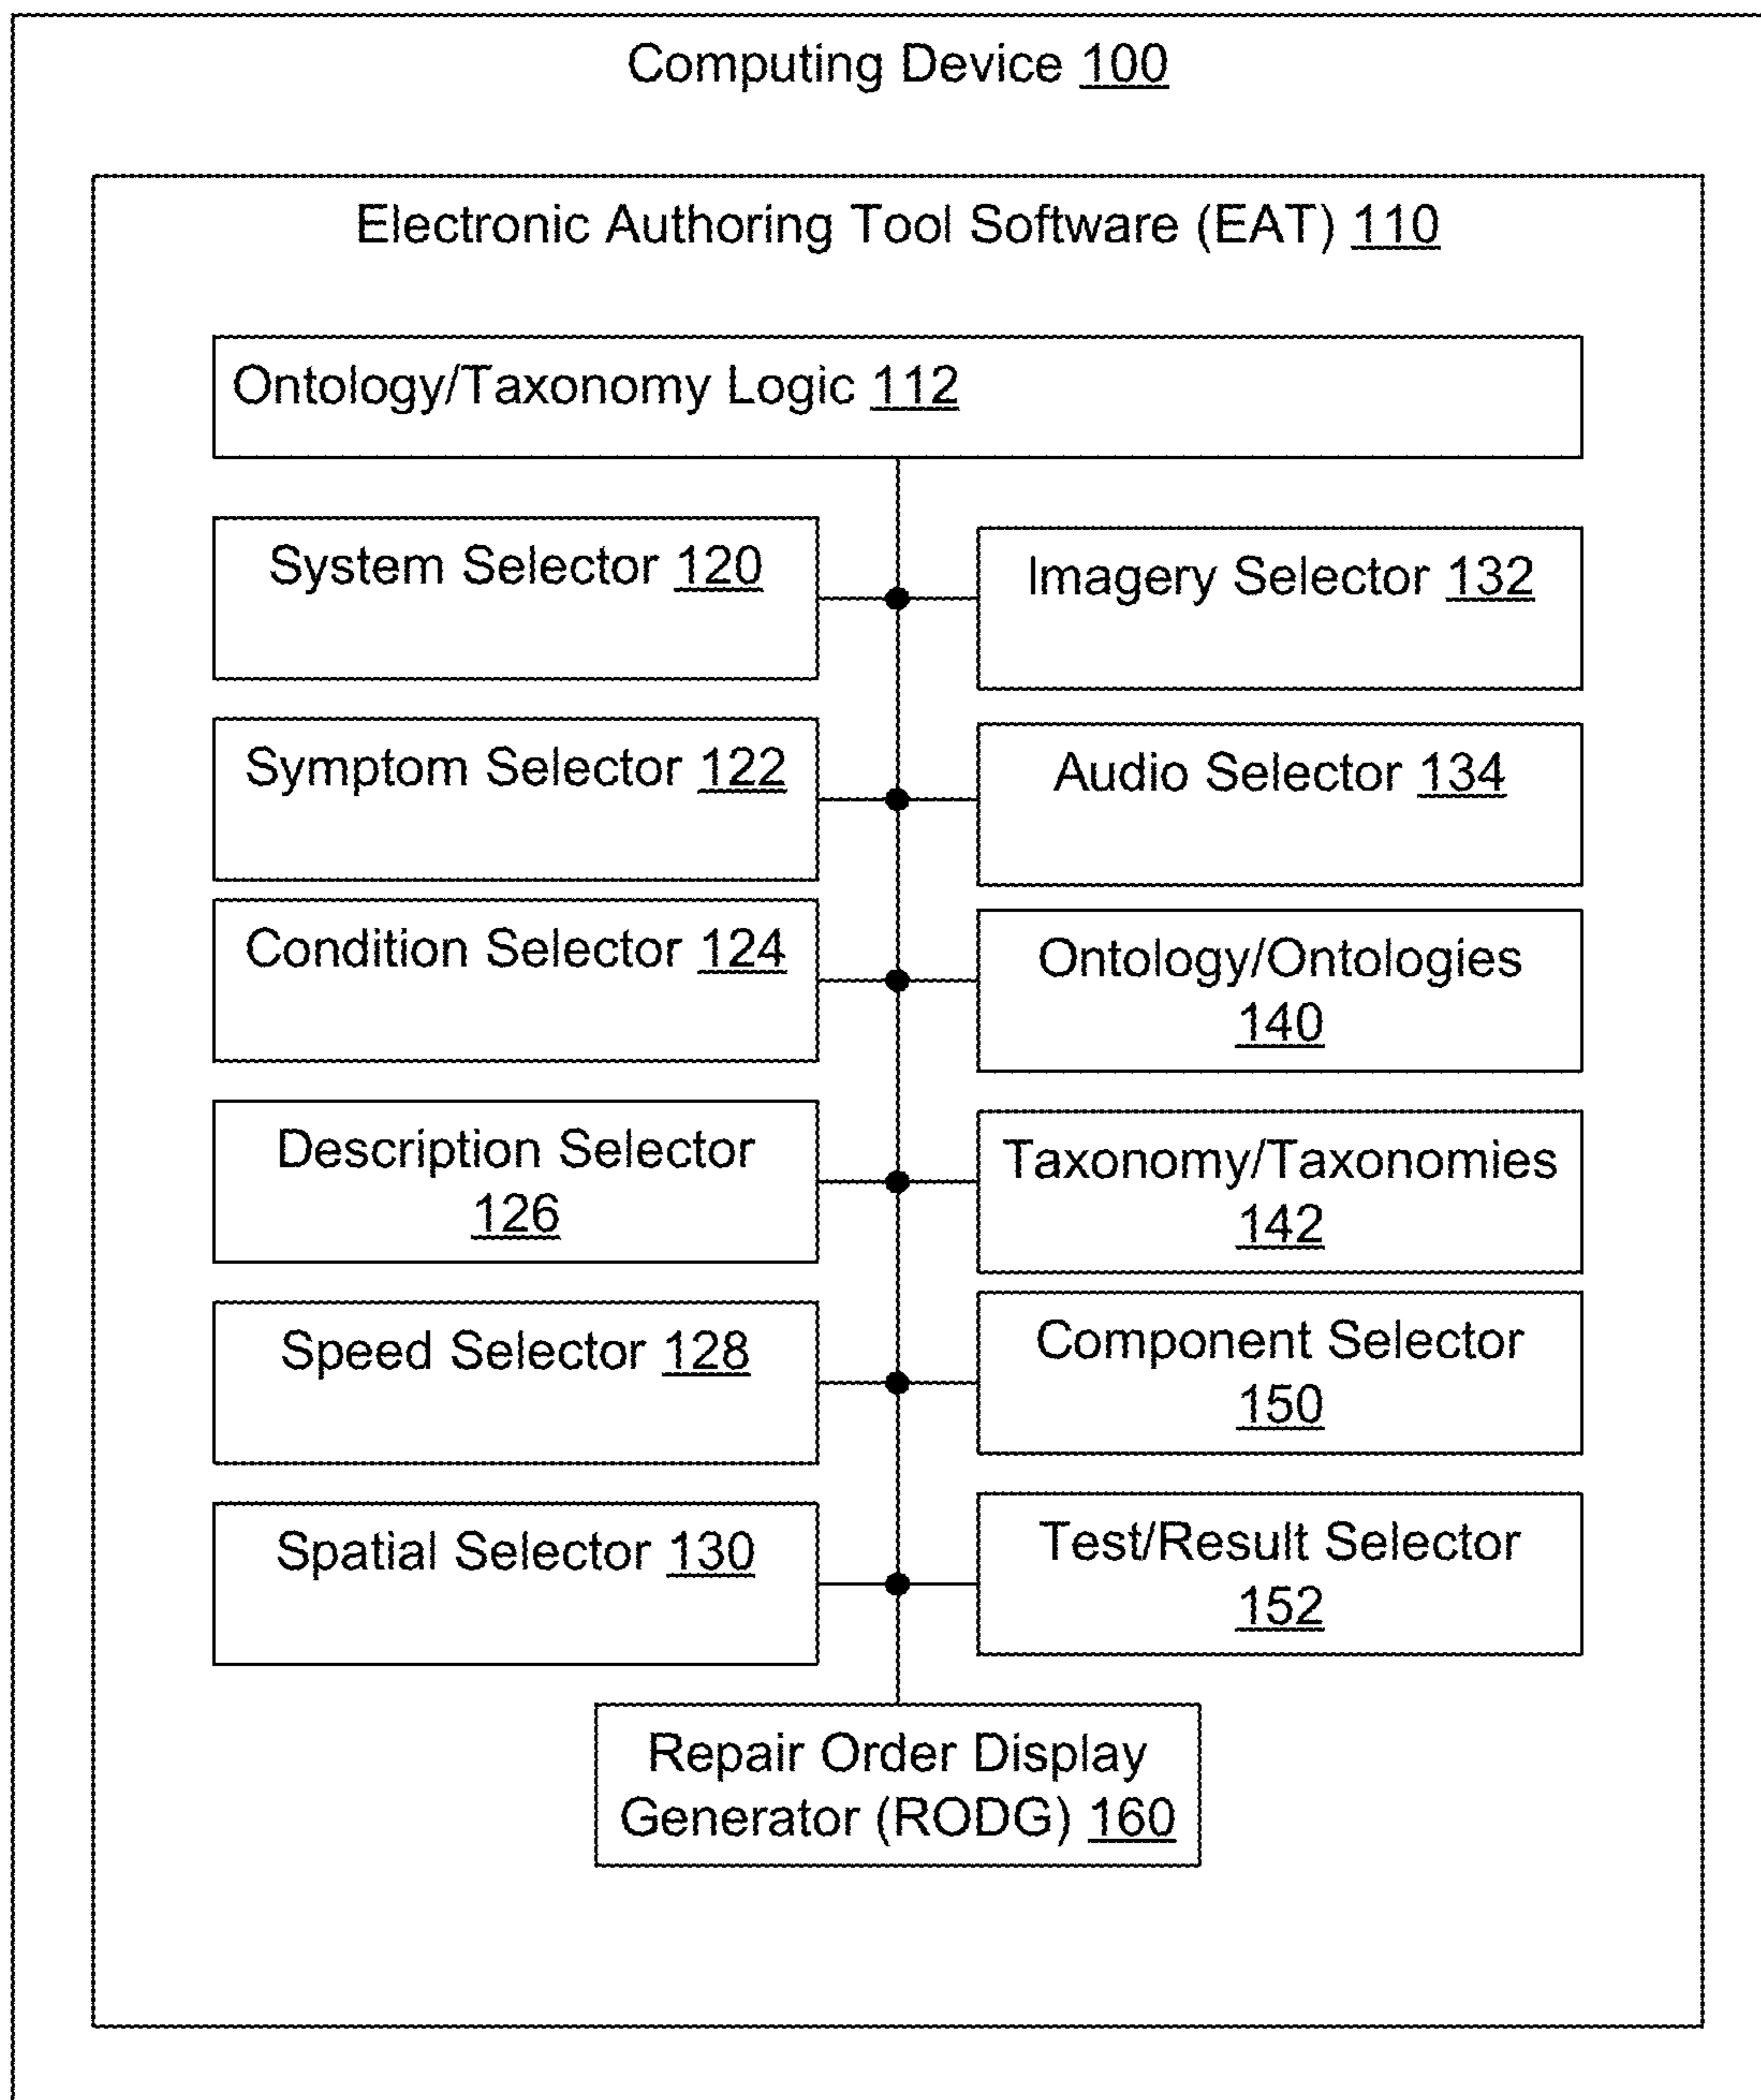 Computing Device 100
Electronic Authoring Tool Software (EAT) 110
Ontology/Taxonomy Logic 112
System Selector 120
Imagery Selector 132
Symptom Selector 122
Audio Selector 134
Condition Selector 124
Ontology/Ontologies
140
Description Selector
126
Taxonomy/Taxonomies
142
Speed Selector 128
Component Selector
150
Spatial Selector 130
Test/Result Selector
152
Repair Order Display
Generator (RODG) 160